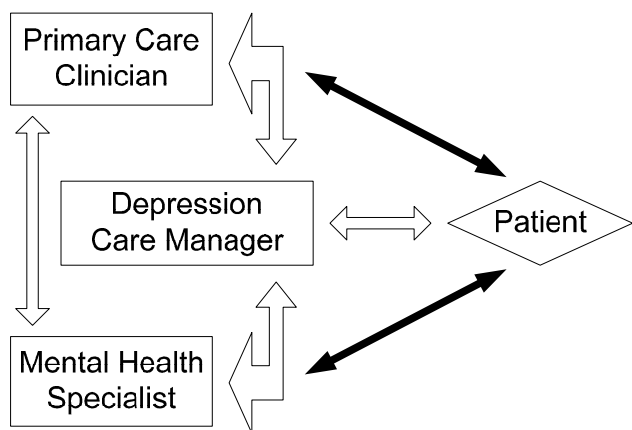 Primary Care
Clinician
Depression
Care Manager
Patient
Mental Health
Specialist